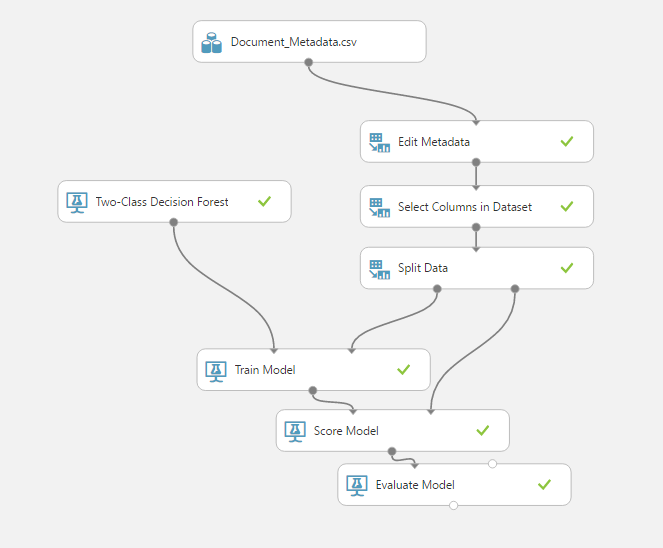 Document_Metadata.csv
Edit Metadata
Two-Class Decision Forest
Select Columns in Dataset
Split Data
Train Model
Score Model
Evaluate Model